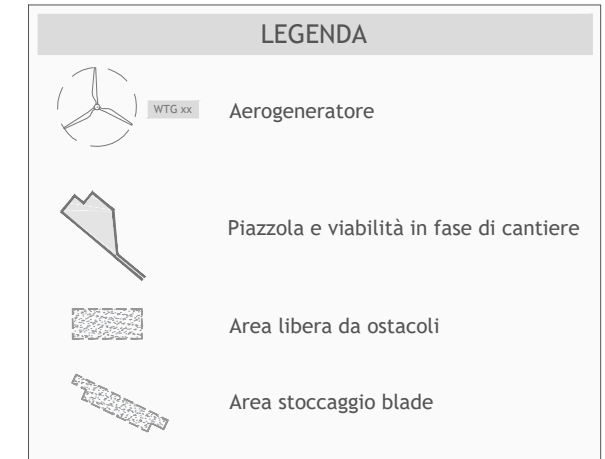 LEGENDA
WTG xx
Aerogeneratore
Piazzola e viabilità in fase di cantiere
Area libera da ostacoli
Area stoccaggio blade